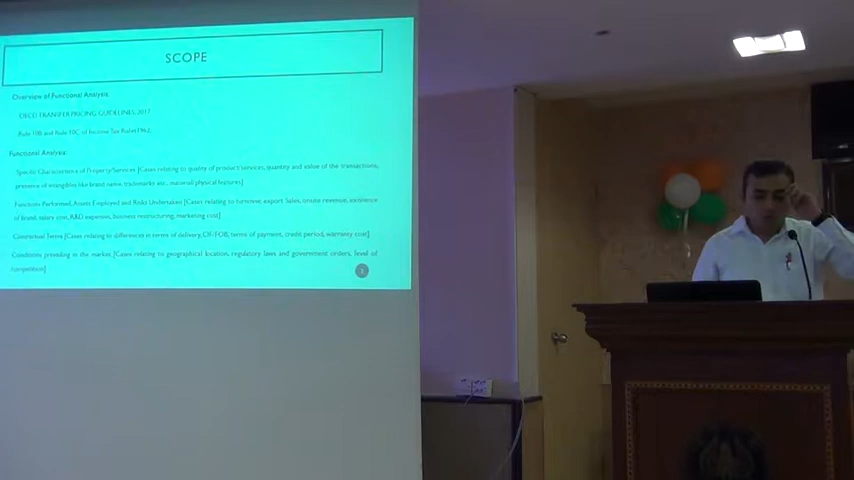 SCOPE
Overview of Functional Analysis:
OECD TRANSFER PRICING GUIDELINES, 2017
Rule 10B and Rule 10C of Income Tax Rules 1962,
Functional Analysis:
Specific Characteristics of Property/Services [Cases relating to quality of product/services, quantity and value of the transactions,
presence of intangibles like brand name, trademarks etc., material/physical features]
Functions Performed, Assets Employed and Risks Undertaken [Cases relating to turnover, export Sales, onsite revenue, existence
of brand, salary cost, R&D expenses, business restructuring, marketing cost]
Contractual Terms [Cases relating to differences in terms of delivery, CIF/FOB, terms of payment, credit period, warranty cost]
Conditions prevailing in the market [Cases relating to geographical location, regulatory laws and government orders, level of
competition]